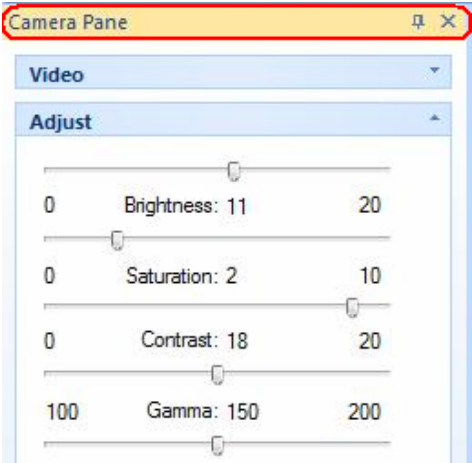 Camera Pane
Video
Adjust
0 Brightness: 11 20
0 Saturation: 2 10
0 Contrast: 18 20
100 Gamma: 150 200